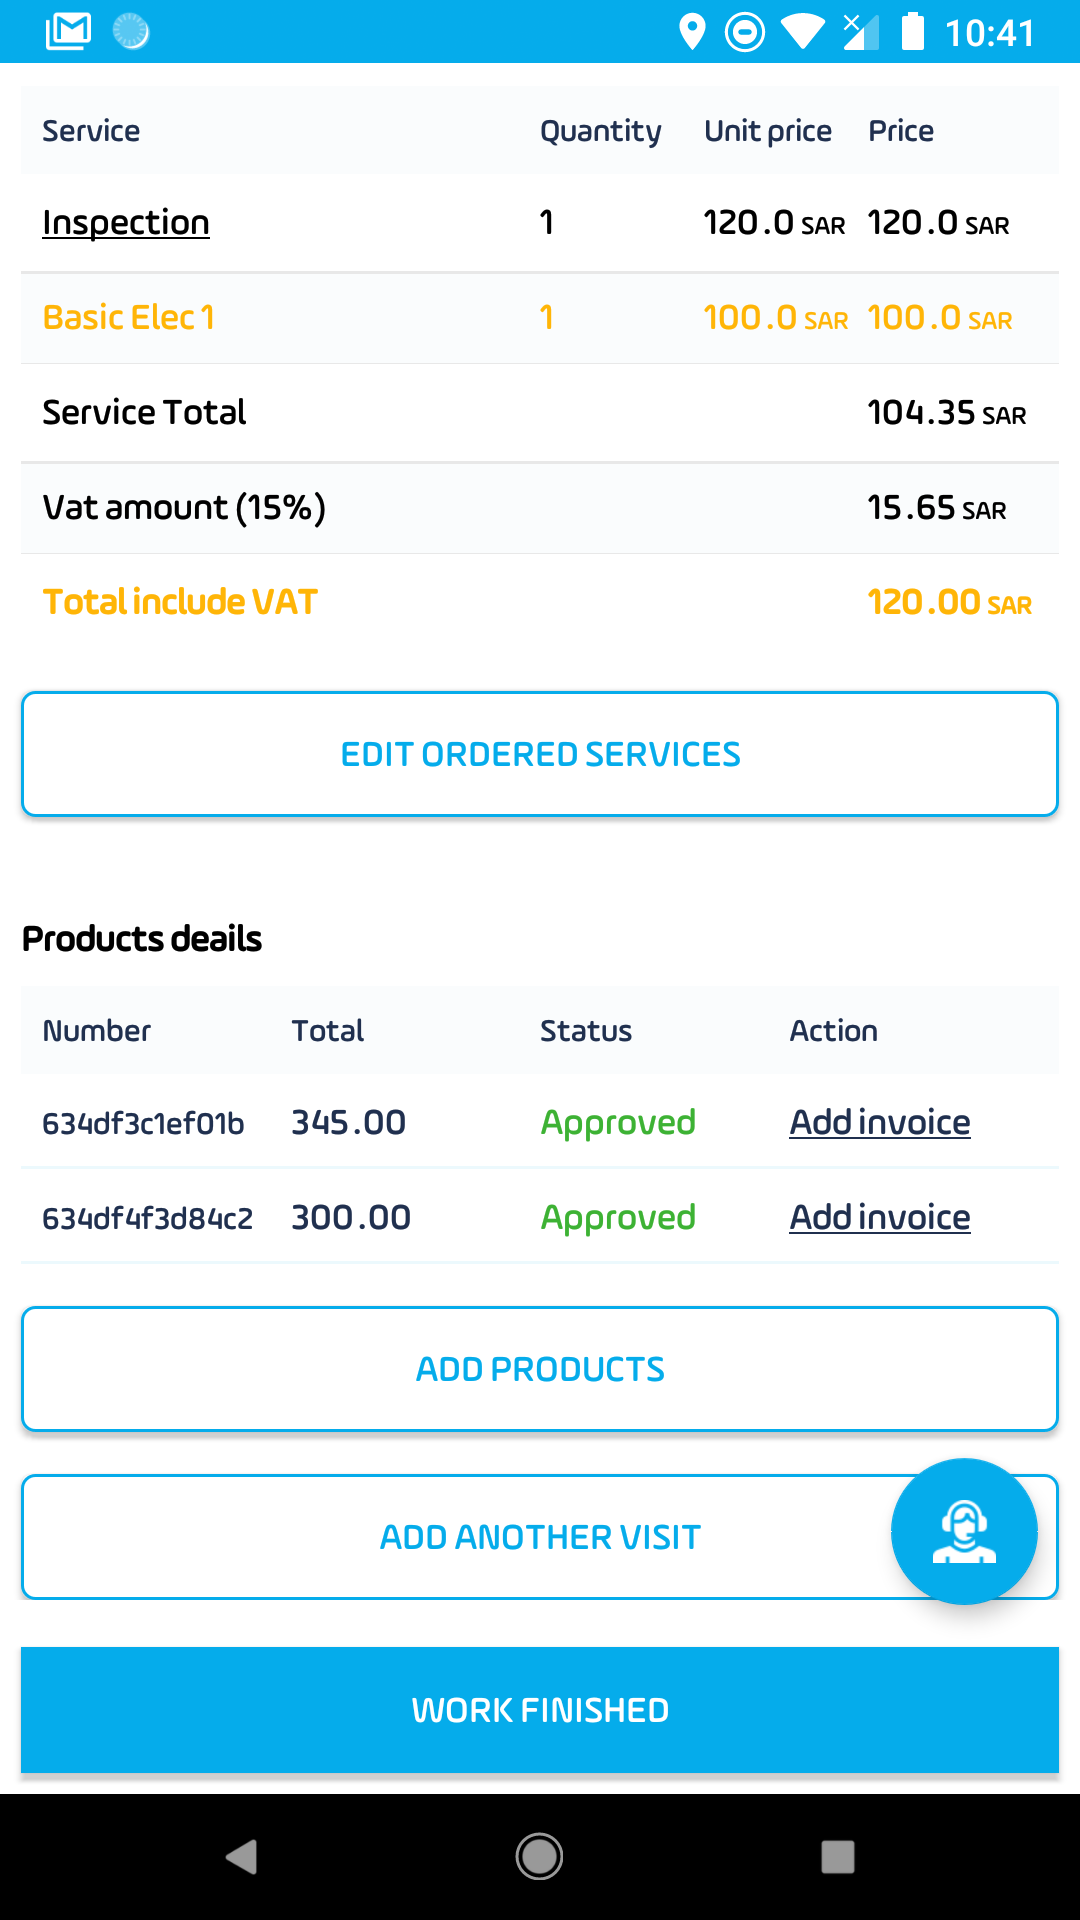 10:41
Service Quantity Unit price Price
Inspection 1 120.0 SAR 120.0 SAR
Basic Elec 1 1 100.0 SAR 100.0 SAR
Service Total 104.35 SAR
Vat amount (15%) 15.65 SAR
Total include VAT 120.00 SAR
EDIT ORDERED SERVICES
Products deails
Number Total Status Action
634df3c1ef01b 345.00 Approved Add invoice
634df4f3d84c2 300.00 Approved Add invoice
ADD PRODUCTS
ADD ANOTHER VISIT
WORK FINISHED